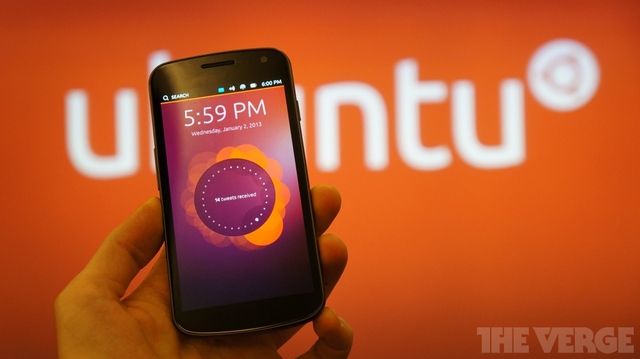 ubuntu
SEARCH 6:00 PM
5:59 PM
Wednesday, January 2, 2013
14 tweets received
THE VERGE